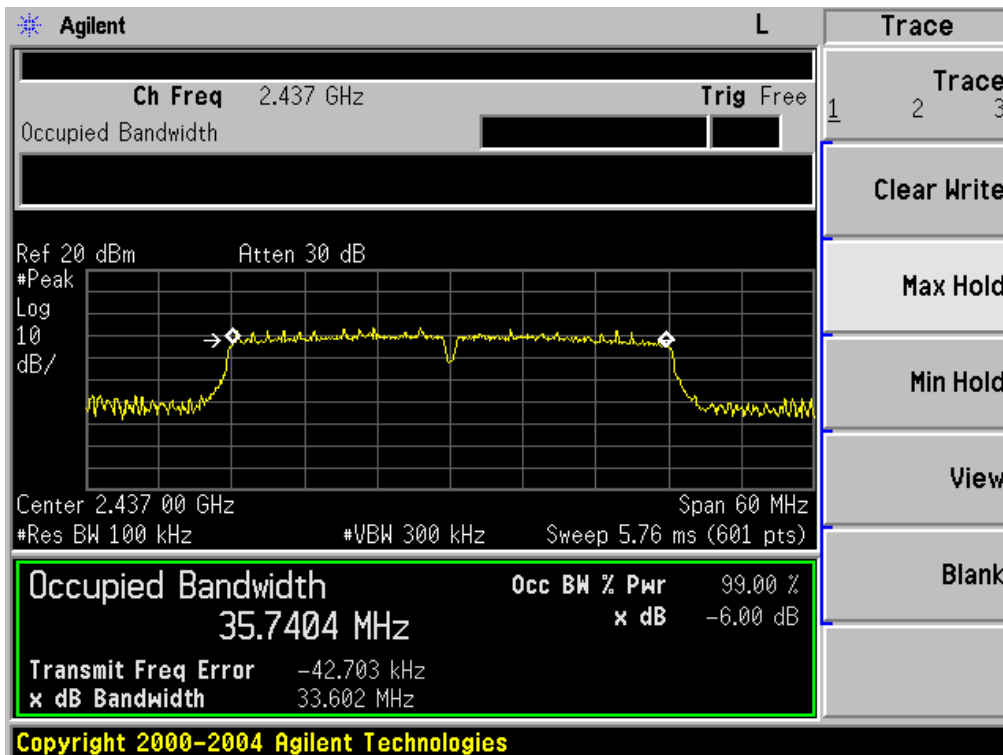 Agilent L
Ch Freq 2.437 GHz Trig Free
Occupied Bandwidth
Ref 20 dBm Atten 30 dB
#Peak
Log
10
dB/
Center 2.437 00 GHz Span 60 MHz
#Res BW 100 kHz #VBW 300 kHz Sweep 5.76 ms (601 pts)
Occupied Bandwidth
35.7404 MHz
Occ BW % Pwr 99.00 %
x dB -6.00 dB
Transmit Freq Error -42.703 kHz
x dB Bandwidth 33.602 MHz
Copyright 2000-2004 Agilent Technologies
Trace
Trace
1 2 3
Clear Write
Max Hold
Min Hold
View
Blank